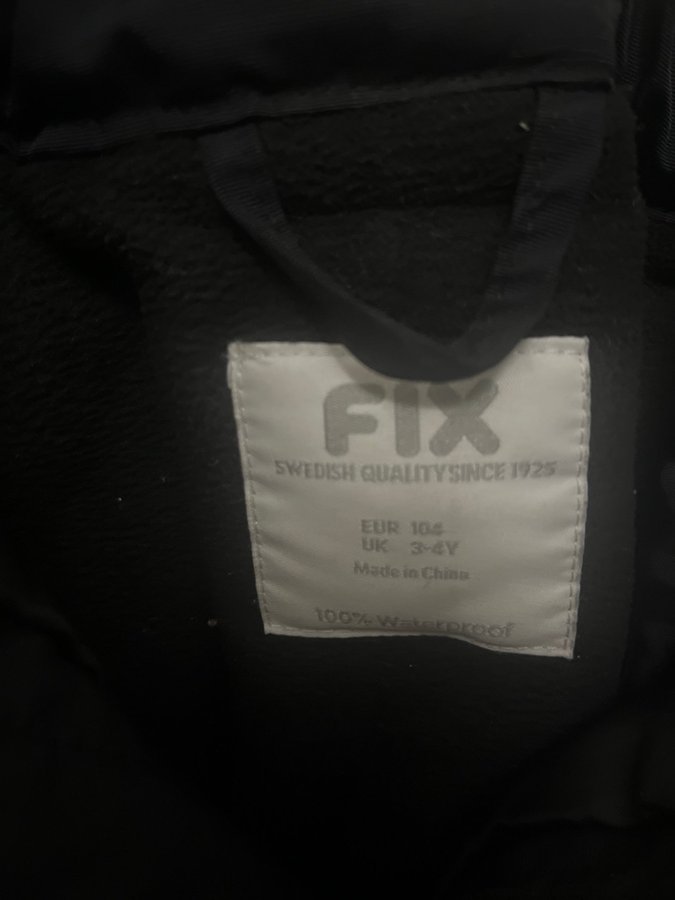 FIX
SWEDISH QUALITY SINCE 1925
EUR 104
UK 3-4Y
Made in China
100% Waterproof